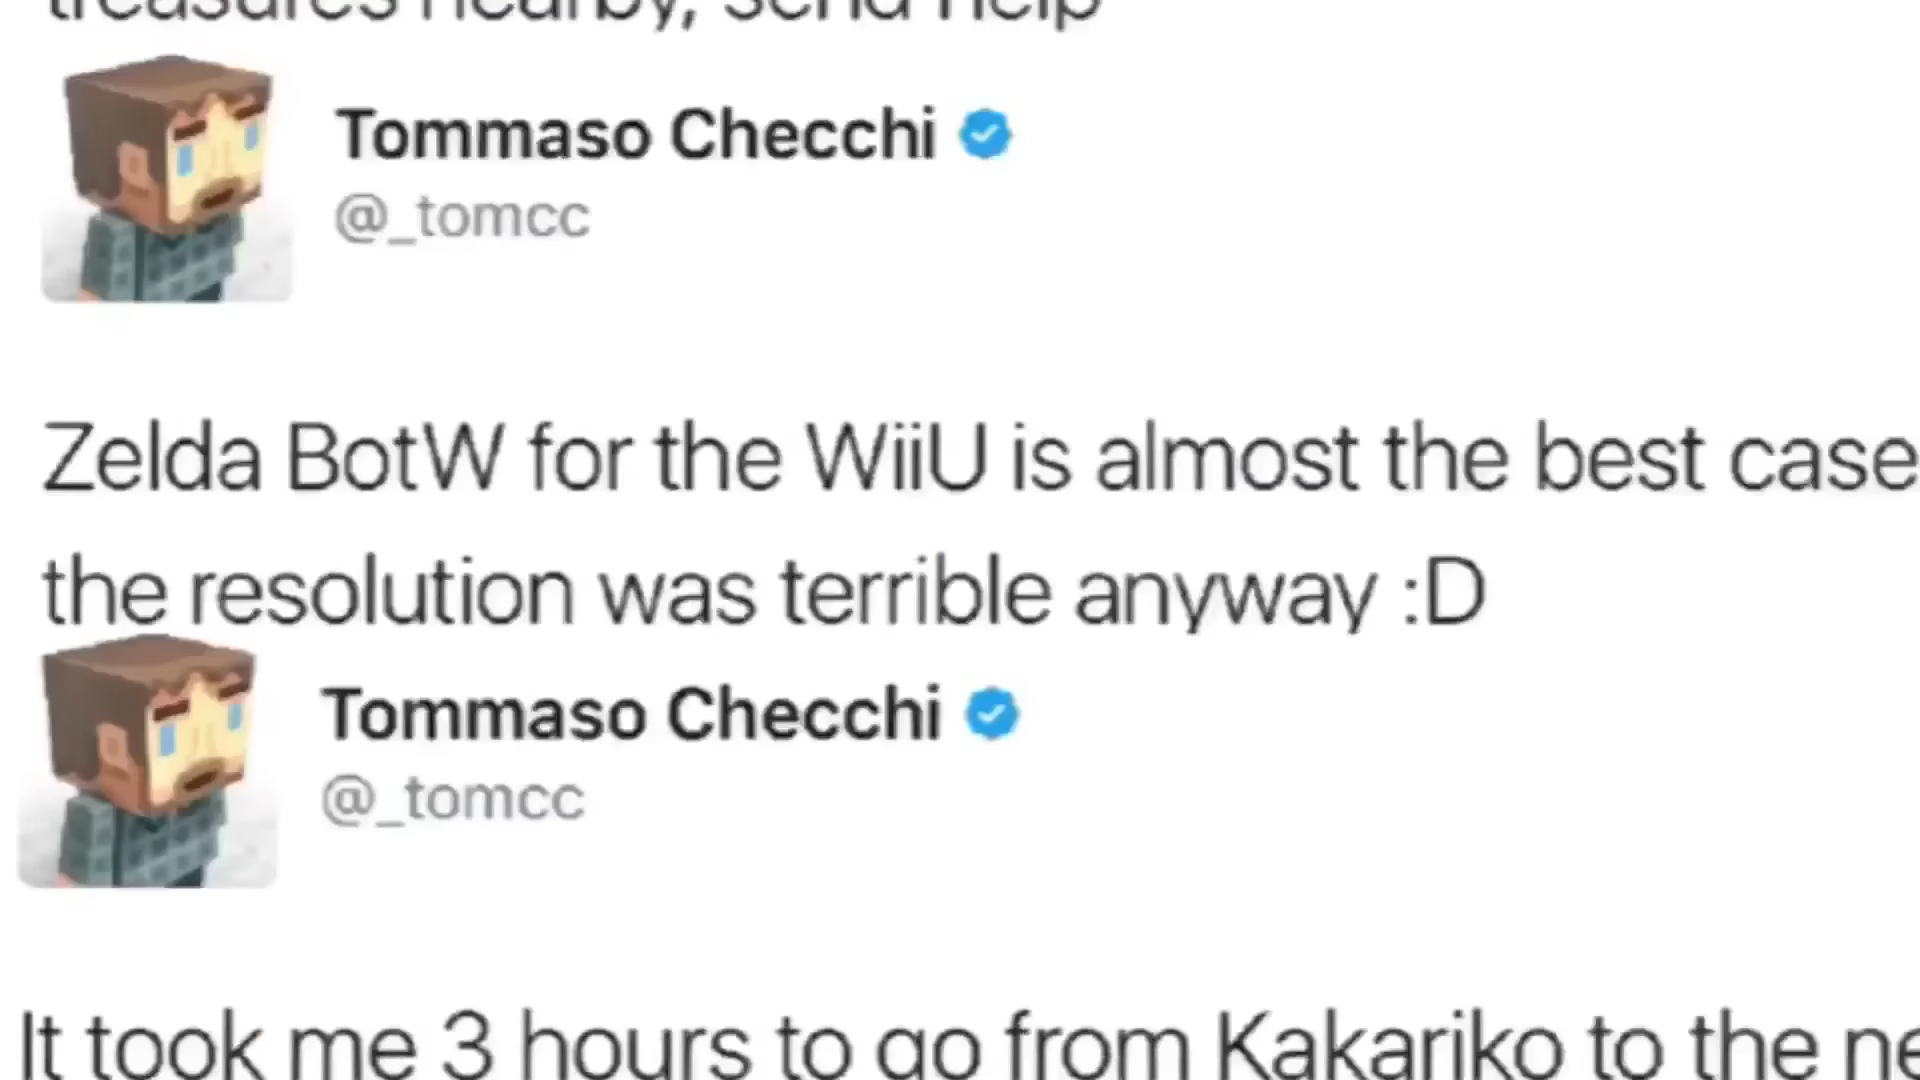 treasures nearby, send help
Tommaso Checchi
@_tomcc
Zelda BotW for the WiiU is almost the best case
the resolution was terrible anyway :D
Tommaso Checchi
@_tomcc
It took me 3 hours to go from Kakariko to the